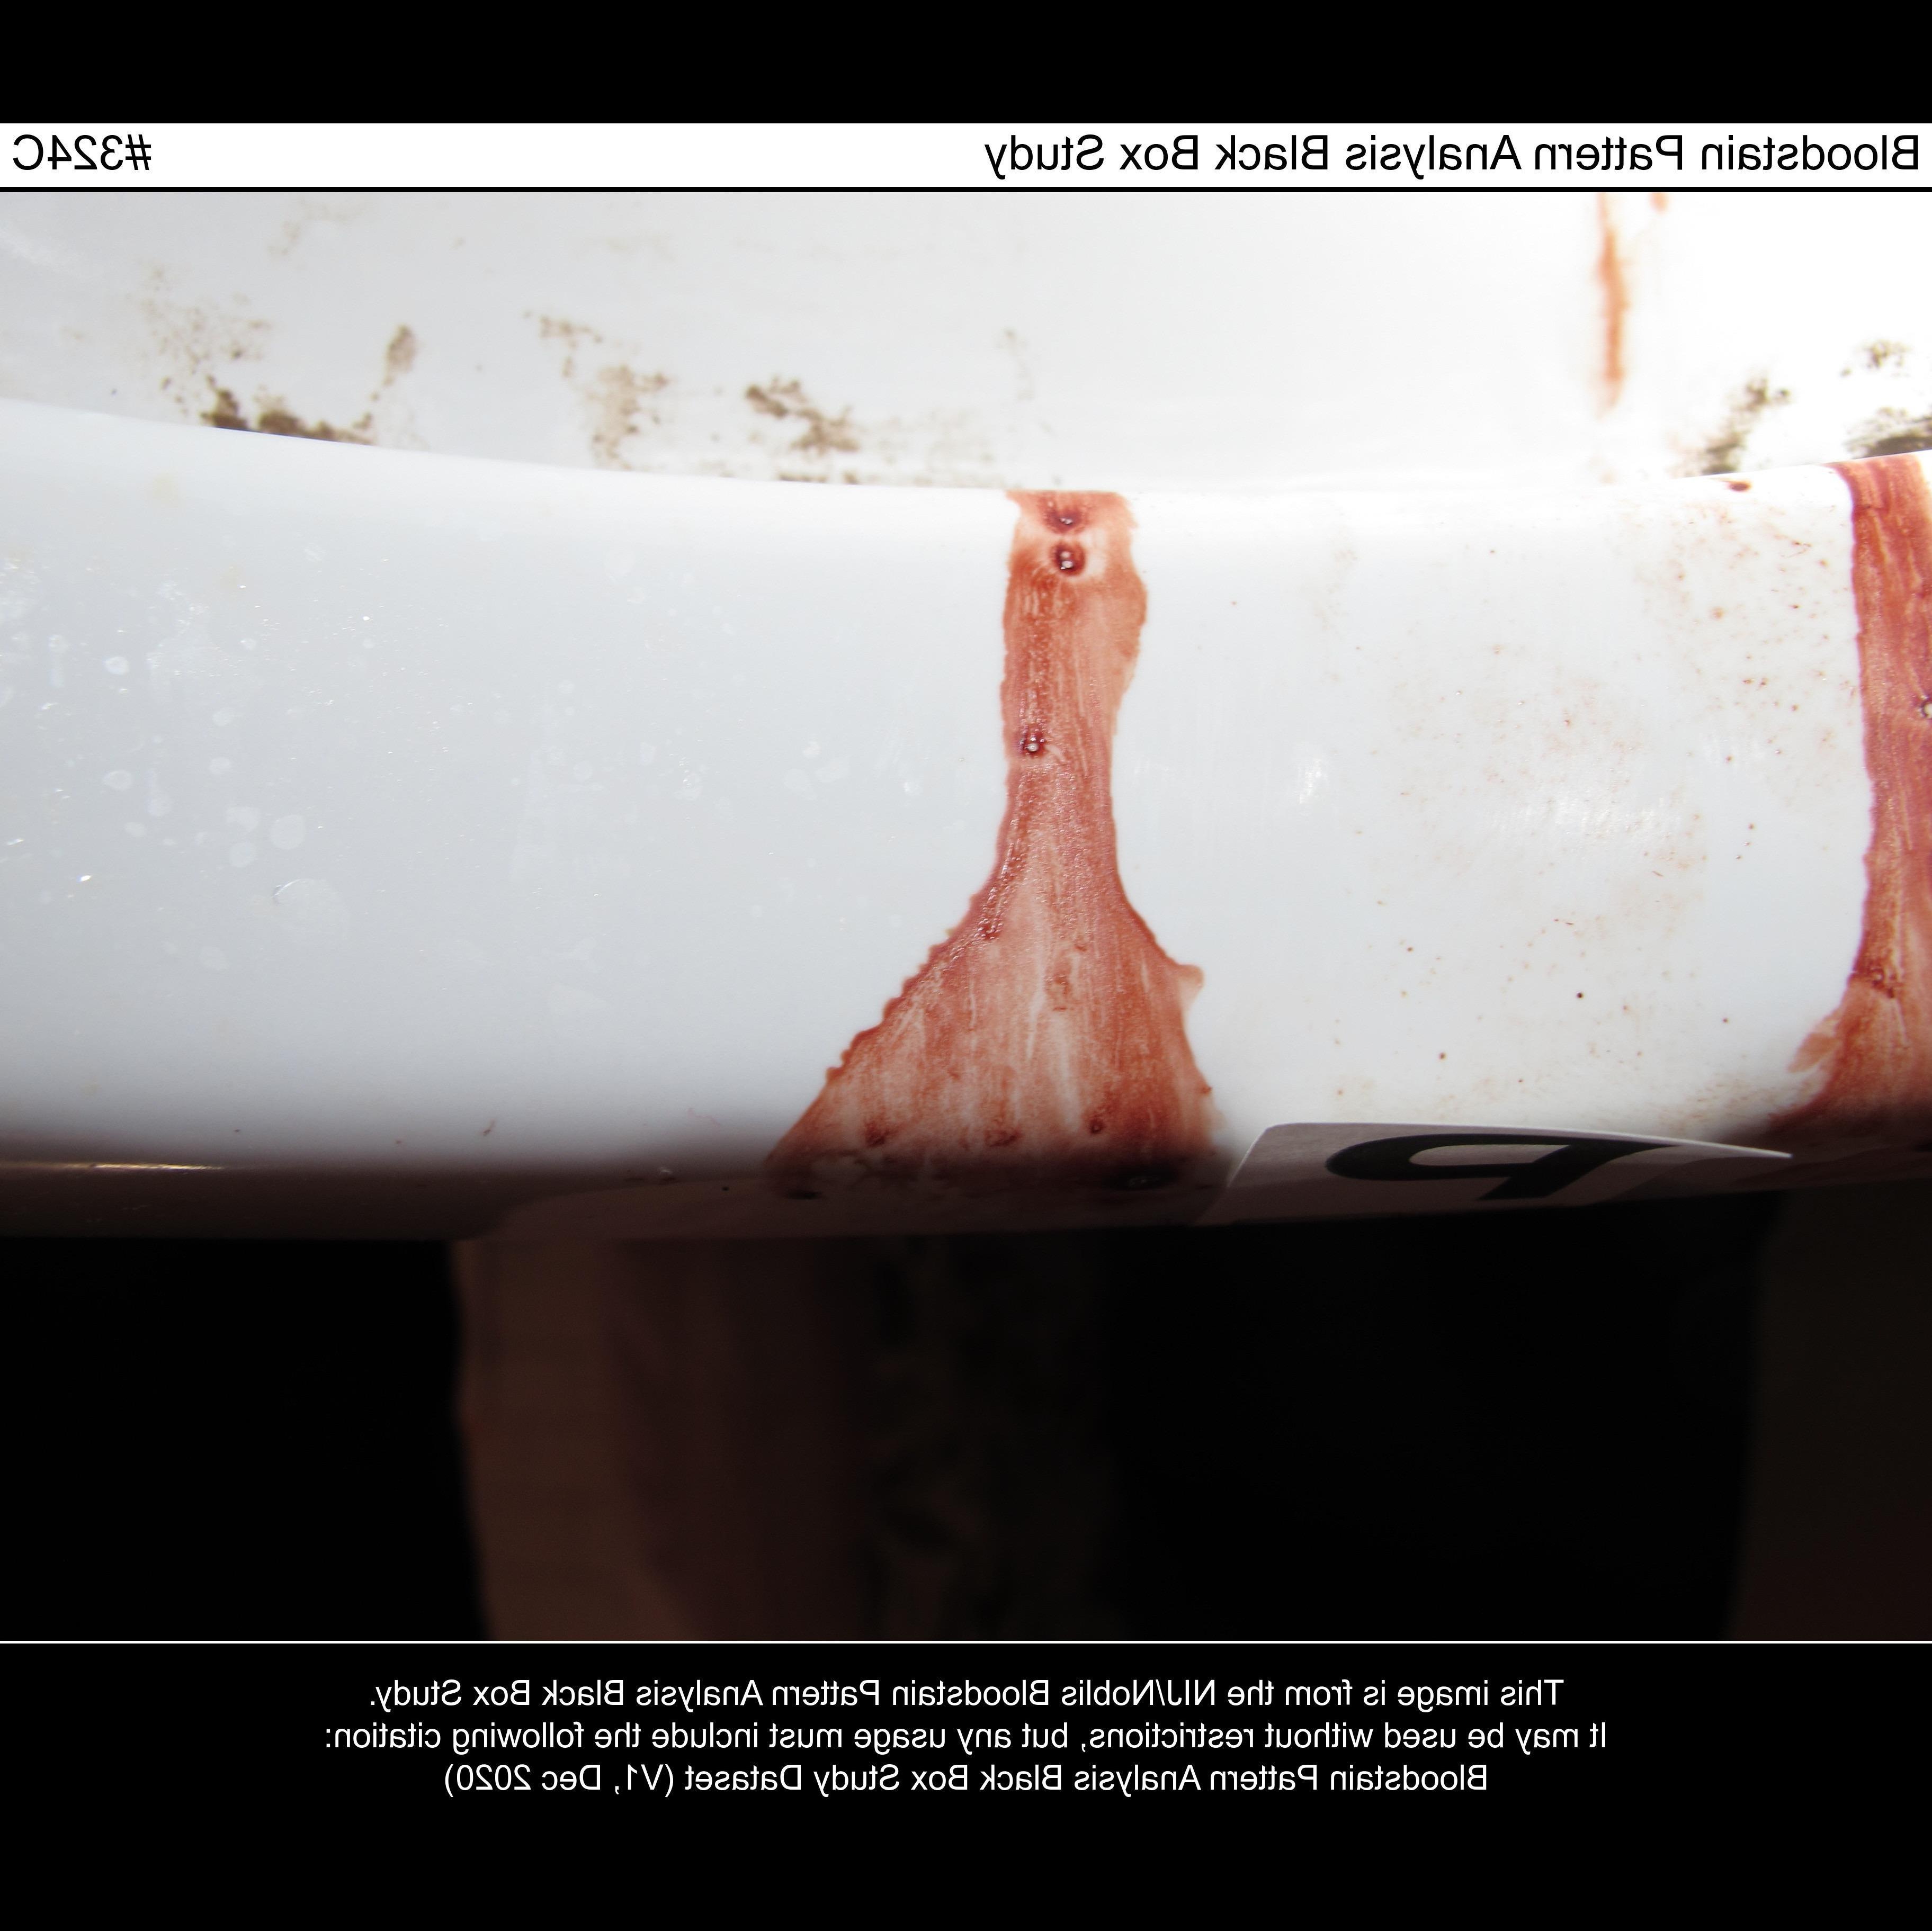 Bloodstain Pattern Analysis Black Box Study #324C
P
This image is from the NIJ/Noblis Bloodstain Pattern Analysis Black Box Study.
It may be used without restrictions, but any usage must include the following citation:
Bloodstain Pattern Analysis Black Box Study Dataset (V1, Dec 2020)